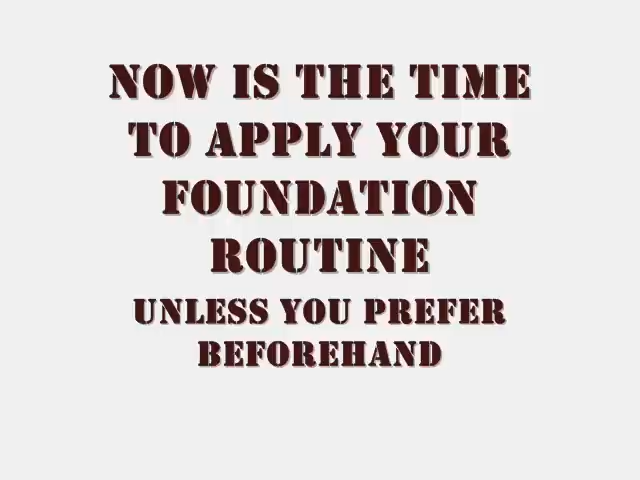 NOW IS THE TIME
TO APPLY YOUR
FOUNDATION
ROUTINE
UNLESS YOU PREFER
BEFOREHAND